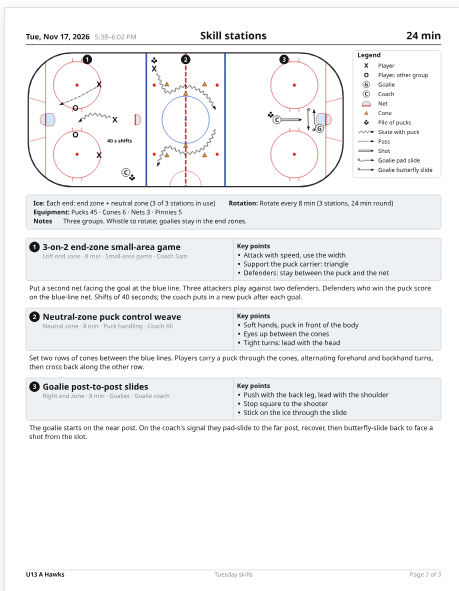 Tue, Nov 17, 2026 5:38–6:02 PM Skill stations 24 min
1 2 3
X
X
O
C
G
X
O
40 s shifts
X
C
Legend
X Player
O Player, other group
G Goalie
C Coach
Net
Cone
Pile of pucks
Skate with puck
Pass
Shot
Goalie pad slide
Goalie butterfly slide
Ice: Each end: end zone + neutral zone (3 of 3 stations in use) Rotation: Rotate every 8 min (3 stations, 24 min round)
Equipment: Pucks 45 · Cones 6 · Nets 3 · Pinnies 5
Notes Three groups. Whistle to rotate; goalies stay in the end zones.
1 3-on-2 end-zone small-area game
Left end zone · 8 min · Small-area game · Coach Sam
Key points
• Attack with speed, use the width
• Support the puck carrier: triangle
• Defenders: stay between the puck and the net
Put a second net facing the goal at the blue line. Three attackers play against two defenders. Defenders who win the puck score
on the blue-line net. Shifts of 40 seconds; the coach puts in a new puck after each goal.
2 Neutral-zone puck control weave
Neutral zone · 8 min · Puck handling · Coach Ali
Key points
• Soft hands, puck in front of the body
• Eyes up between the cones
• Tight turns: lead with the head
Set two rows of cones between the blue lines. Players carry a puck through the cones, alternating forehand and backhand turns,
then cross back along the other row.
3 Goalie post-to-post slides
Right end zone · 8 min · Goalies · Goalie coach
Key points
• Push with the back leg, lead with the shoulder
• Stop square to the shooter
• Stick on the ice through the slide
The goalie starts on the near post. On the coach's signal they pad-slide to the far post, recover, then butterfly-slide back to face a
shot from the slot.
U13 A Hawks Tuesday skills Page 2 of 3